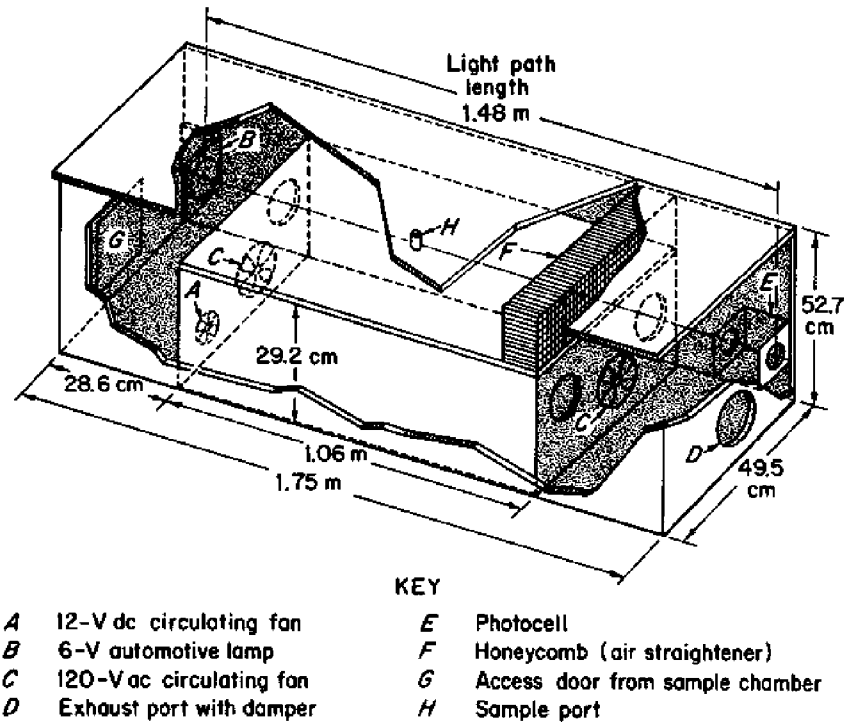 Light path
length
1.48 m
B
G
H
C
F
A
E
52.7
cm
29.2 cm
28.6 cm
C
D
1.06 m
49.5
cm
1.75 m
KEY
A 12-V dc circulating fan
B 6-V automotive lamp
C 120-V ac circulating fan
D Exhaust port with damper
E Photocell
F Honeycomb (air straightener)
G Access door from sample chamber
H Sample port